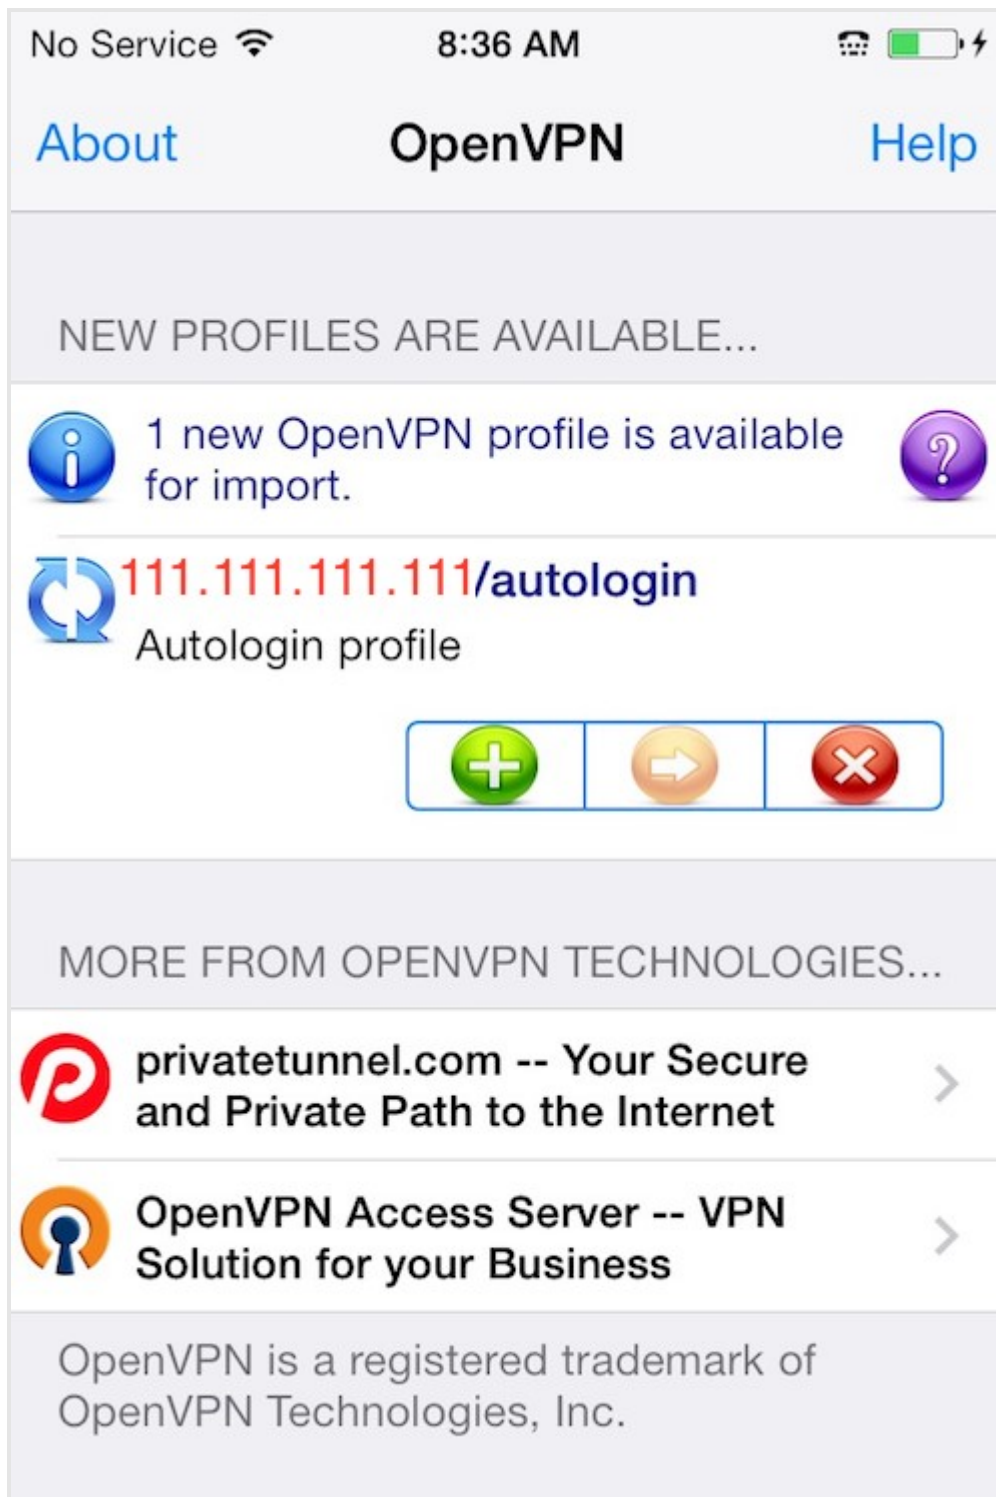 No Service 8:36 AM
About OpenVPN Help
NEW PROFILES ARE AVAILABLE...
1 new OpenVPN profile is available
for import.
111.111.111.111/autologin
Autologin profile
MORE FROM OPENVPN TECHNOLOGIES...
privatetunnel.com -- Your Secure
and Private Path to the Internet
OpenVPN Access Server -- VPN
Solution for your Business
OpenVPN is a registered trademark of
OpenVPN Technologies, Inc.